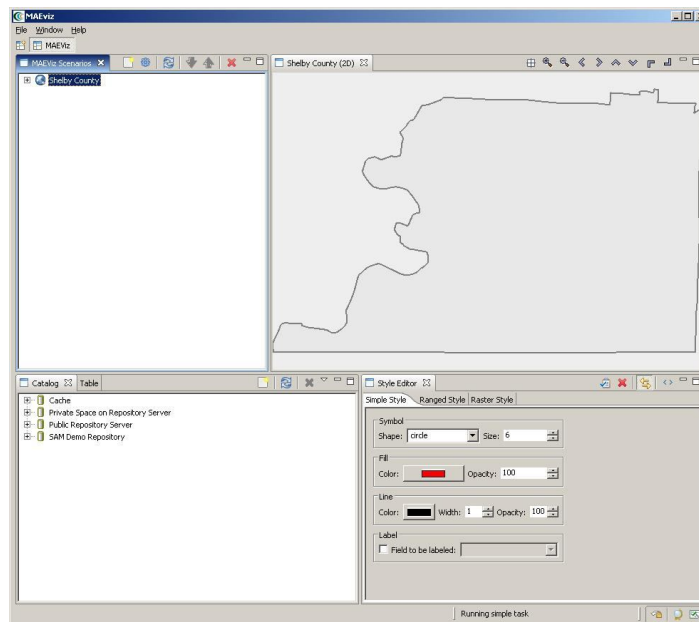 MAEviz
File Window Help
MAEViz
MAEViz Scenarios
Shelby County
Shelby County (2D)
Catalog Table
Cache
Private Space on Repository Server
Public Repository Server
SAM Demo Repository
Style Editor
Simple Style Ranged Style Raster Style
Symbol
Shape: circle Size: 6
Fill
Color: Opacity: 100
Line
Color: Width: 1 Opacity: 100
Label
Field to be labeled:
Running simple task